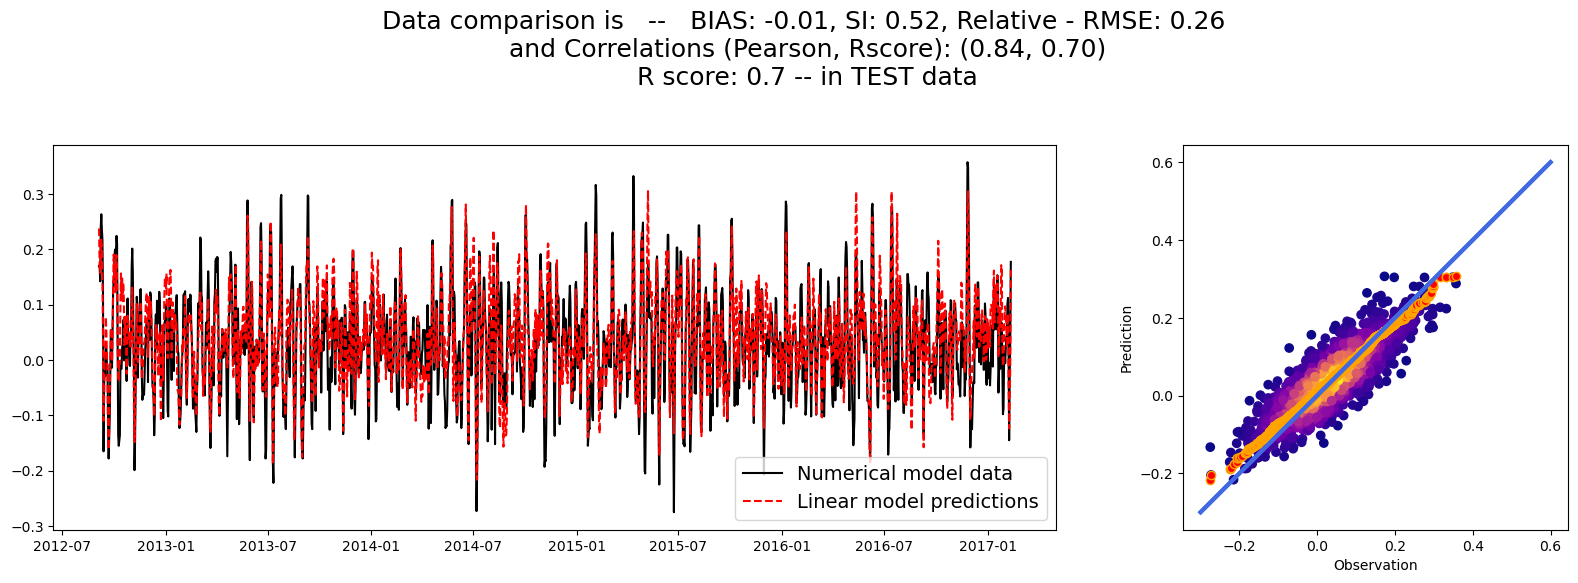 Data comparison is   --   BIAS: -0.01, SI: 0.52, Relative - RMSE: 0.26
and Correlations (Pearson, Rscore): (0.84, 0.70)
R score: 0.7 -- in TEST data
0.3
0.2
0.1
0.0
−0.1
−0.2
−0.3
2012-07 2013-01 2013-07 2014-01 2014-07 2015-01 2015-07 2016-01 2016-07 2017-01
Numerical model data
Linear model predictions
Prediction
0.6
0.4
0.2
0.0
−0.2
−0.2 0.0 0.2 0.4 0.6
Observation